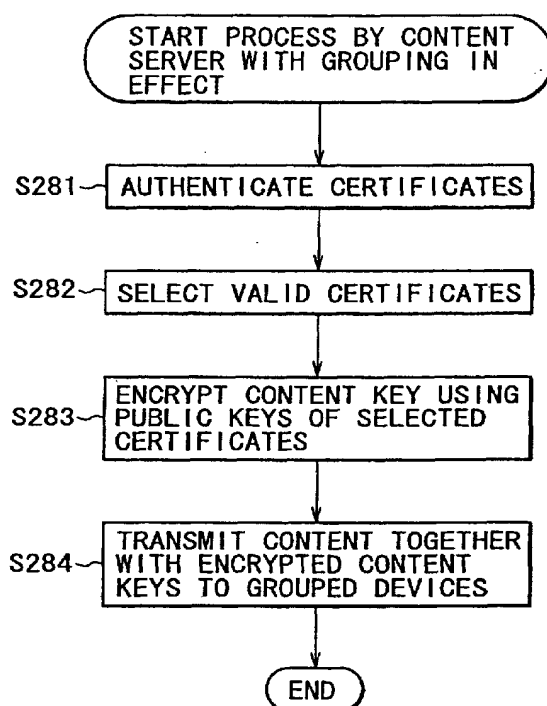 START PROCESS BY CONTENT
SERVER WITH GROUPING IN
EFFECT
S281
AUTHENTICATE CERTIFICATES
S282
SELECT VALID CERTIFICATES
S283
ENCRYPT CONTENT KEY USING
PUBLIC KEYS OF SELECTED
CERTIFICATES
S284
TRANSMIT CONTENT TOGETHER
WITH ENCRYPTED CONTENT
KEYS TO GROUPED DEVICES
END